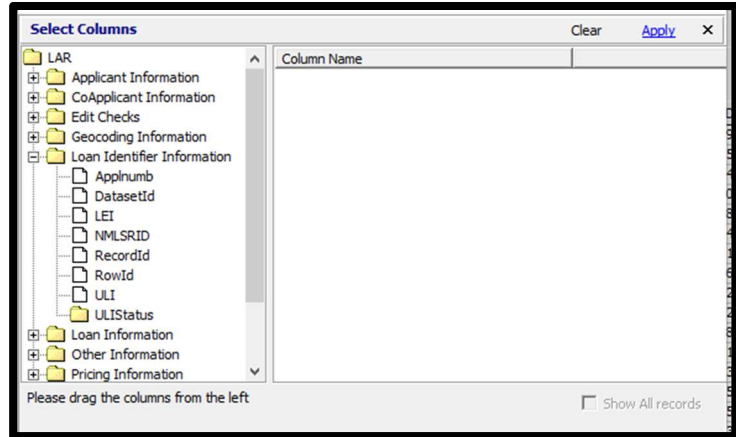 Select Columns Clear Apply X
LAR
Column Name
Applicant Information
CoApplicant Information
Edit Checks
Geocoding Information
Loan Identifier Information
Applnumb
DatasetId
LEI
NMLSRID
RecordId
RowId
ULI
ULIStatus
Loan Information
Other Information
Pricing Information
Please drag the columns from the left
Show All records